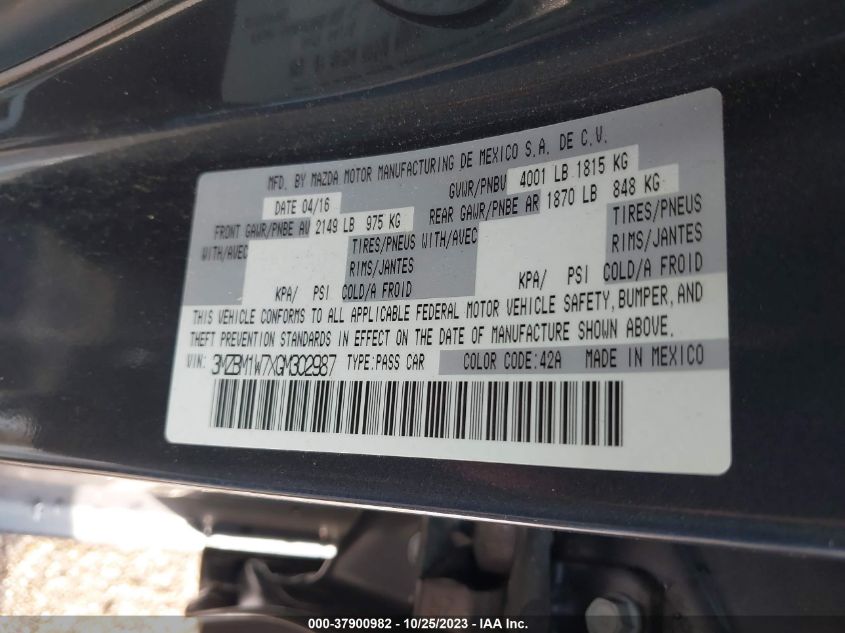 MFD. BY MAZDA MOTOR MANUFACTURING DE MEXICO S.A. DE C.V.
DATE 04/16 GVWR/PNBV 4001 LB 1815 KG
FRONT GAWR/PNBE AV 2149 LB 975 KG REAR GAWR/PNBE AR 1870 LB 848 KG
WITH/AVEC TIRES/PNEUS WITH/AVEC TIRES/PNEUS
RIMS/JANTES RIMS/JANTES
KPA/ PSI COLD/A FROID KPA/ PSI COLD/A FROID
THIS VEHICLE CONFORMS TO ALL APPLICABLE FEDERAL MOTOR VEHICLE SAFETY, BUMPER, AND
THEFT PREVENTION STANDARDS IN EFFECT ON THE DATE OF MANUFACTURE SHOWN ABOVE.
VIN: 3MZBM1W7XGM302987 TYPE:PASS CAR COLOR CODE:42A MADE IN MEXICO
000-37900982 - 10/25/2023 - IAA Inc.